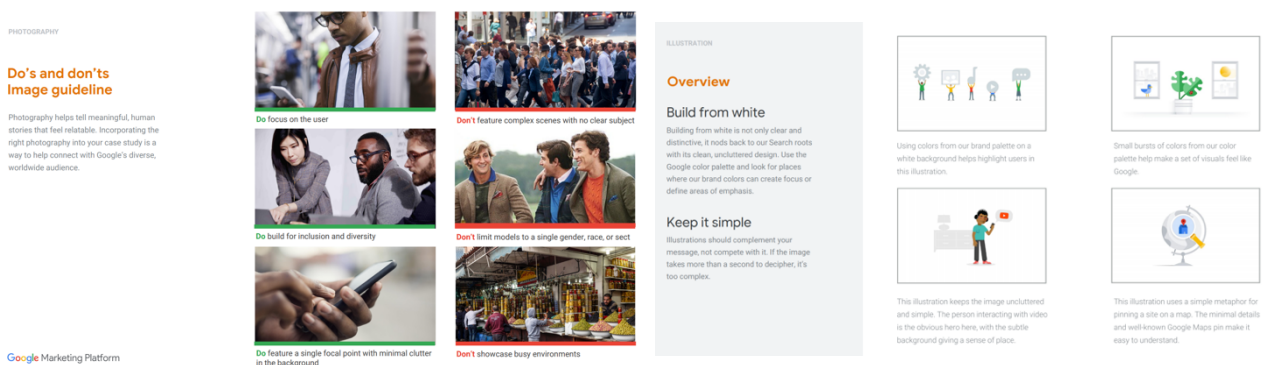 PHOTOGRAPHY
Do's and don'ts
Image guideline
Photography helps tell meaningful, human
stories that feel relatable. Incorporating the
right photography into your case study is a
way to help connect with Google's diverse,
worldwide audience.
Google Marketing Platform
Do focus on the user
Don't feature complex scenes with no clear subject
Do build for inclusion and diversity
Don't limit models to a single gender, race, or sect
Do feature a single focal point with minimal clutter
in the background
Don't showcase busy environments
ILLUSTRATION
Overview
Build from white
Building from white is not only clear and
distinctive, it nods back to our Search roots
with its clean, uncluttered design. Use the
Google color palette and look for places
where our brand colors can create focus or
define areas of emphasis.
Keep it simple
Illustrations should complement your
message, not compete with it. If the image
takes more than a second to decipher, it's
too complex.
Using colors from our brand palette on a
white background helps highlight users in
this illustration.
Small bursts of colors from our color
palette help make a set of visuals feel like
Google.
This illustration keeps the image uncluttered
and simple. The person interacting with video
is the obvious hero here, with the subtle
background giving a sense of place.
This illustration uses a simple metaphor for
pinning a site on a map. The minimal details
and well-known Google Maps pin make it
easy to understand.